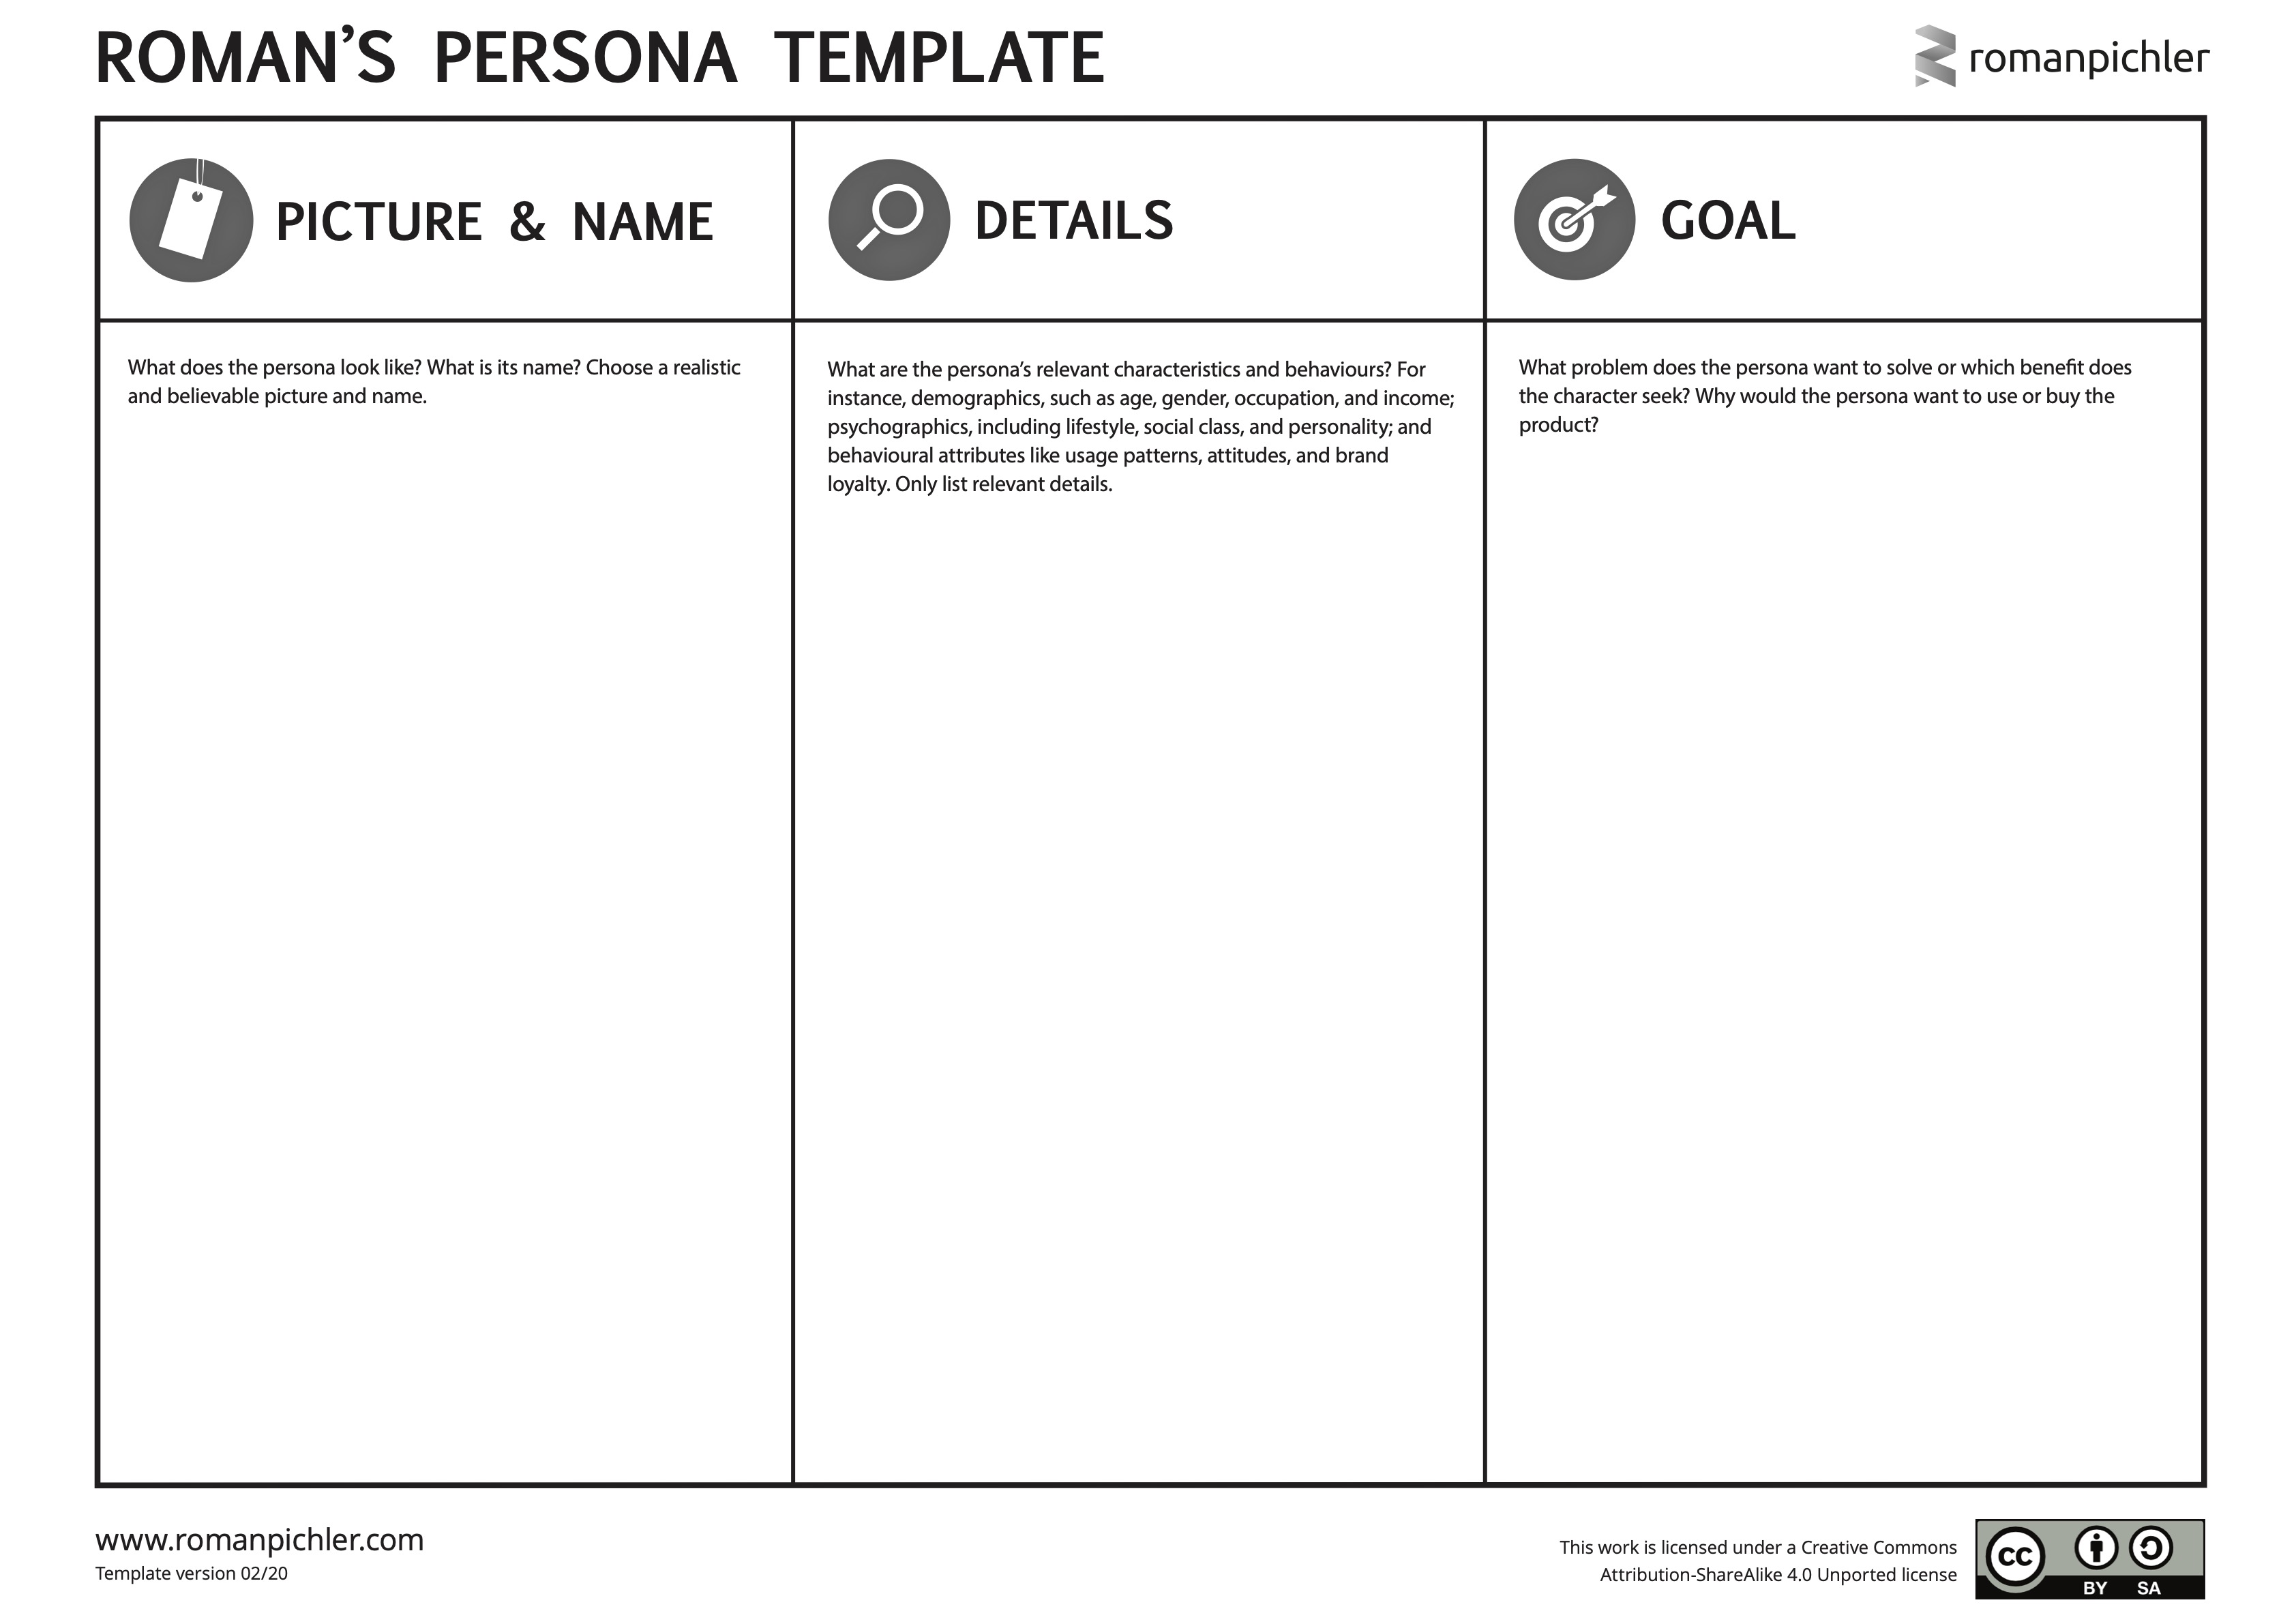 ROMAN’S PERSONA TEMPLATE
romanpichler
PICTURE & NAME
DETAILS
GOAL
What does the persona look like? What is its name? Choose a realistic
and believable picture and name.
What are the persona’s relevant characteristics and behaviours? For
instance, demographics, such as age, gender, occupation, and income;
psychographics, including lifestyle, social class, and personality; and
behavioural attributes like usage patterns, attitudes, and brand
loyalty. Only list relevant details.
What problem does the persona want to solve or which benefit does
the character seek? Why would the persona want to use or buy the
product?
www.romanpichler.com
Template version 02/20
This work is licensed under a Creative Commons
Attribution-ShareAlike 4.0 Unported license
cc
BY SA